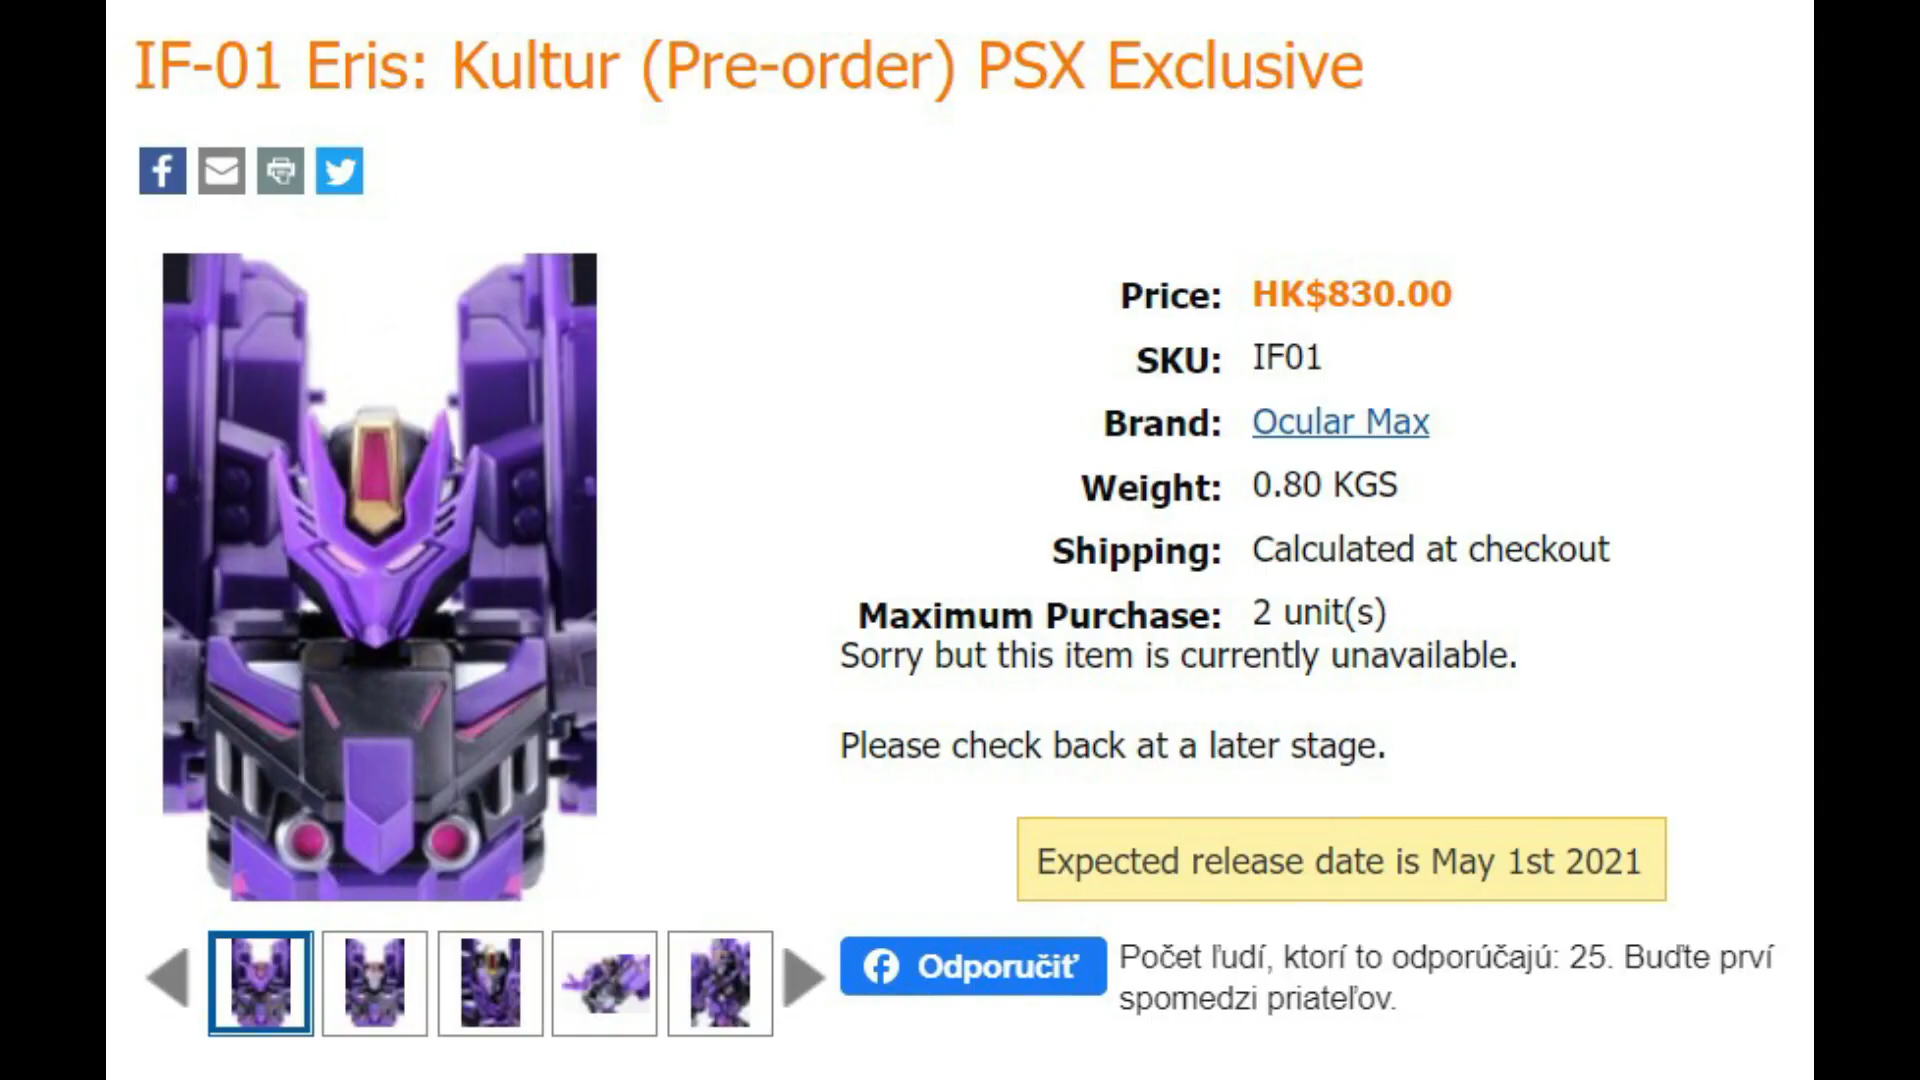 IF-01 Eris: Kultur (Pre-order) PSX Exclusive
Price: HK$830.00
SKU: IF01
Brand: Ocular Max
Weight: 0.80 KGS
Shipping: Calculated at checkout
Maximum Purchase: 2 unit(s)
Sorry but this item is currently unavailable.
Please check back at a later stage.
Expected release date is May 1st 2021
Odporučiť
Počet ľudí, ktorí to odporúčajú: 25. Buďte prví
spomedzi priateľov.